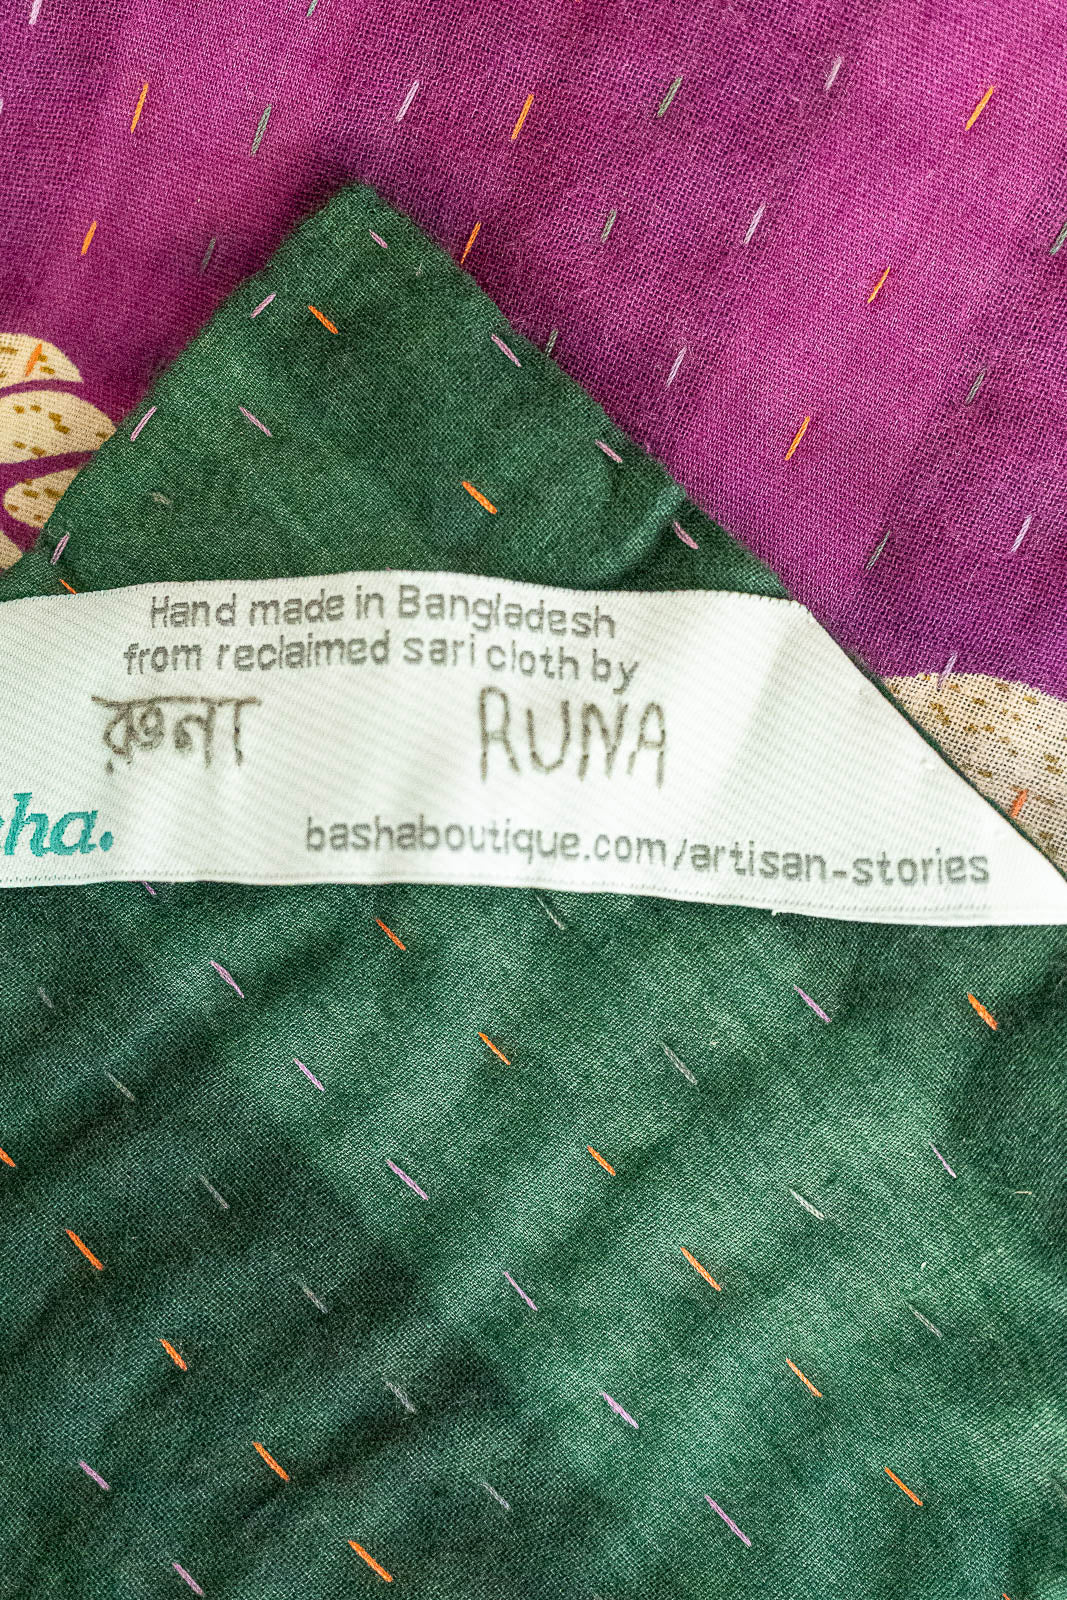 Hand made in Bangladesh
from reclaimed sari cloth by
রুনা RUNA
bashaboutique.com/artisan-stories